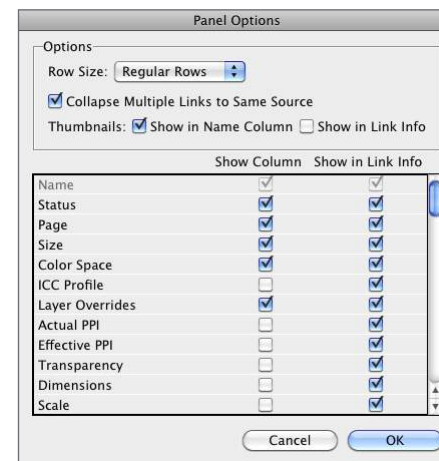 Panel Options
Options
Row Size: Regular Rows
Collapse Multiple Links to Same Source
Thumbnails: Show in Name Column Show in Link Info
Show Column Show in Link Info
Name
Status
Page
Size
Color Space
ICC Profile
Layer Overrides
Actual PPI
Effective PPI
Transparency
Dimensions
Scale
Cancel OK